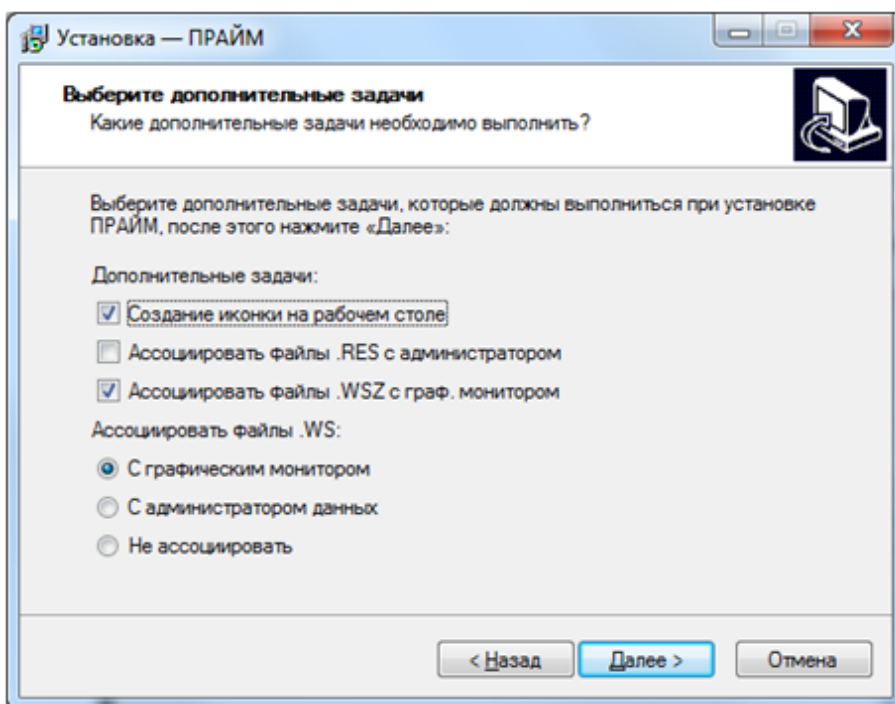 Установка — ПРАЙМ
Выберите дополнительные задачи
Какие дополнительные задачи необходимо выполнить?
Выберите дополнительные задачи, которые должны выполниться при установке
ПРАЙМ, после этого нажмите «Далее»:
Дополнительные задачи:
Создание иконки на рабочем столе
Ассоциировать файлы .RES с администратором
Ассоциировать файлы .WSZ с граф. монитором
Ассоциировать файлы .WS:
С графическим монитором
С администратором данных
Не ассоциировать
< Назад Далее > Отмена